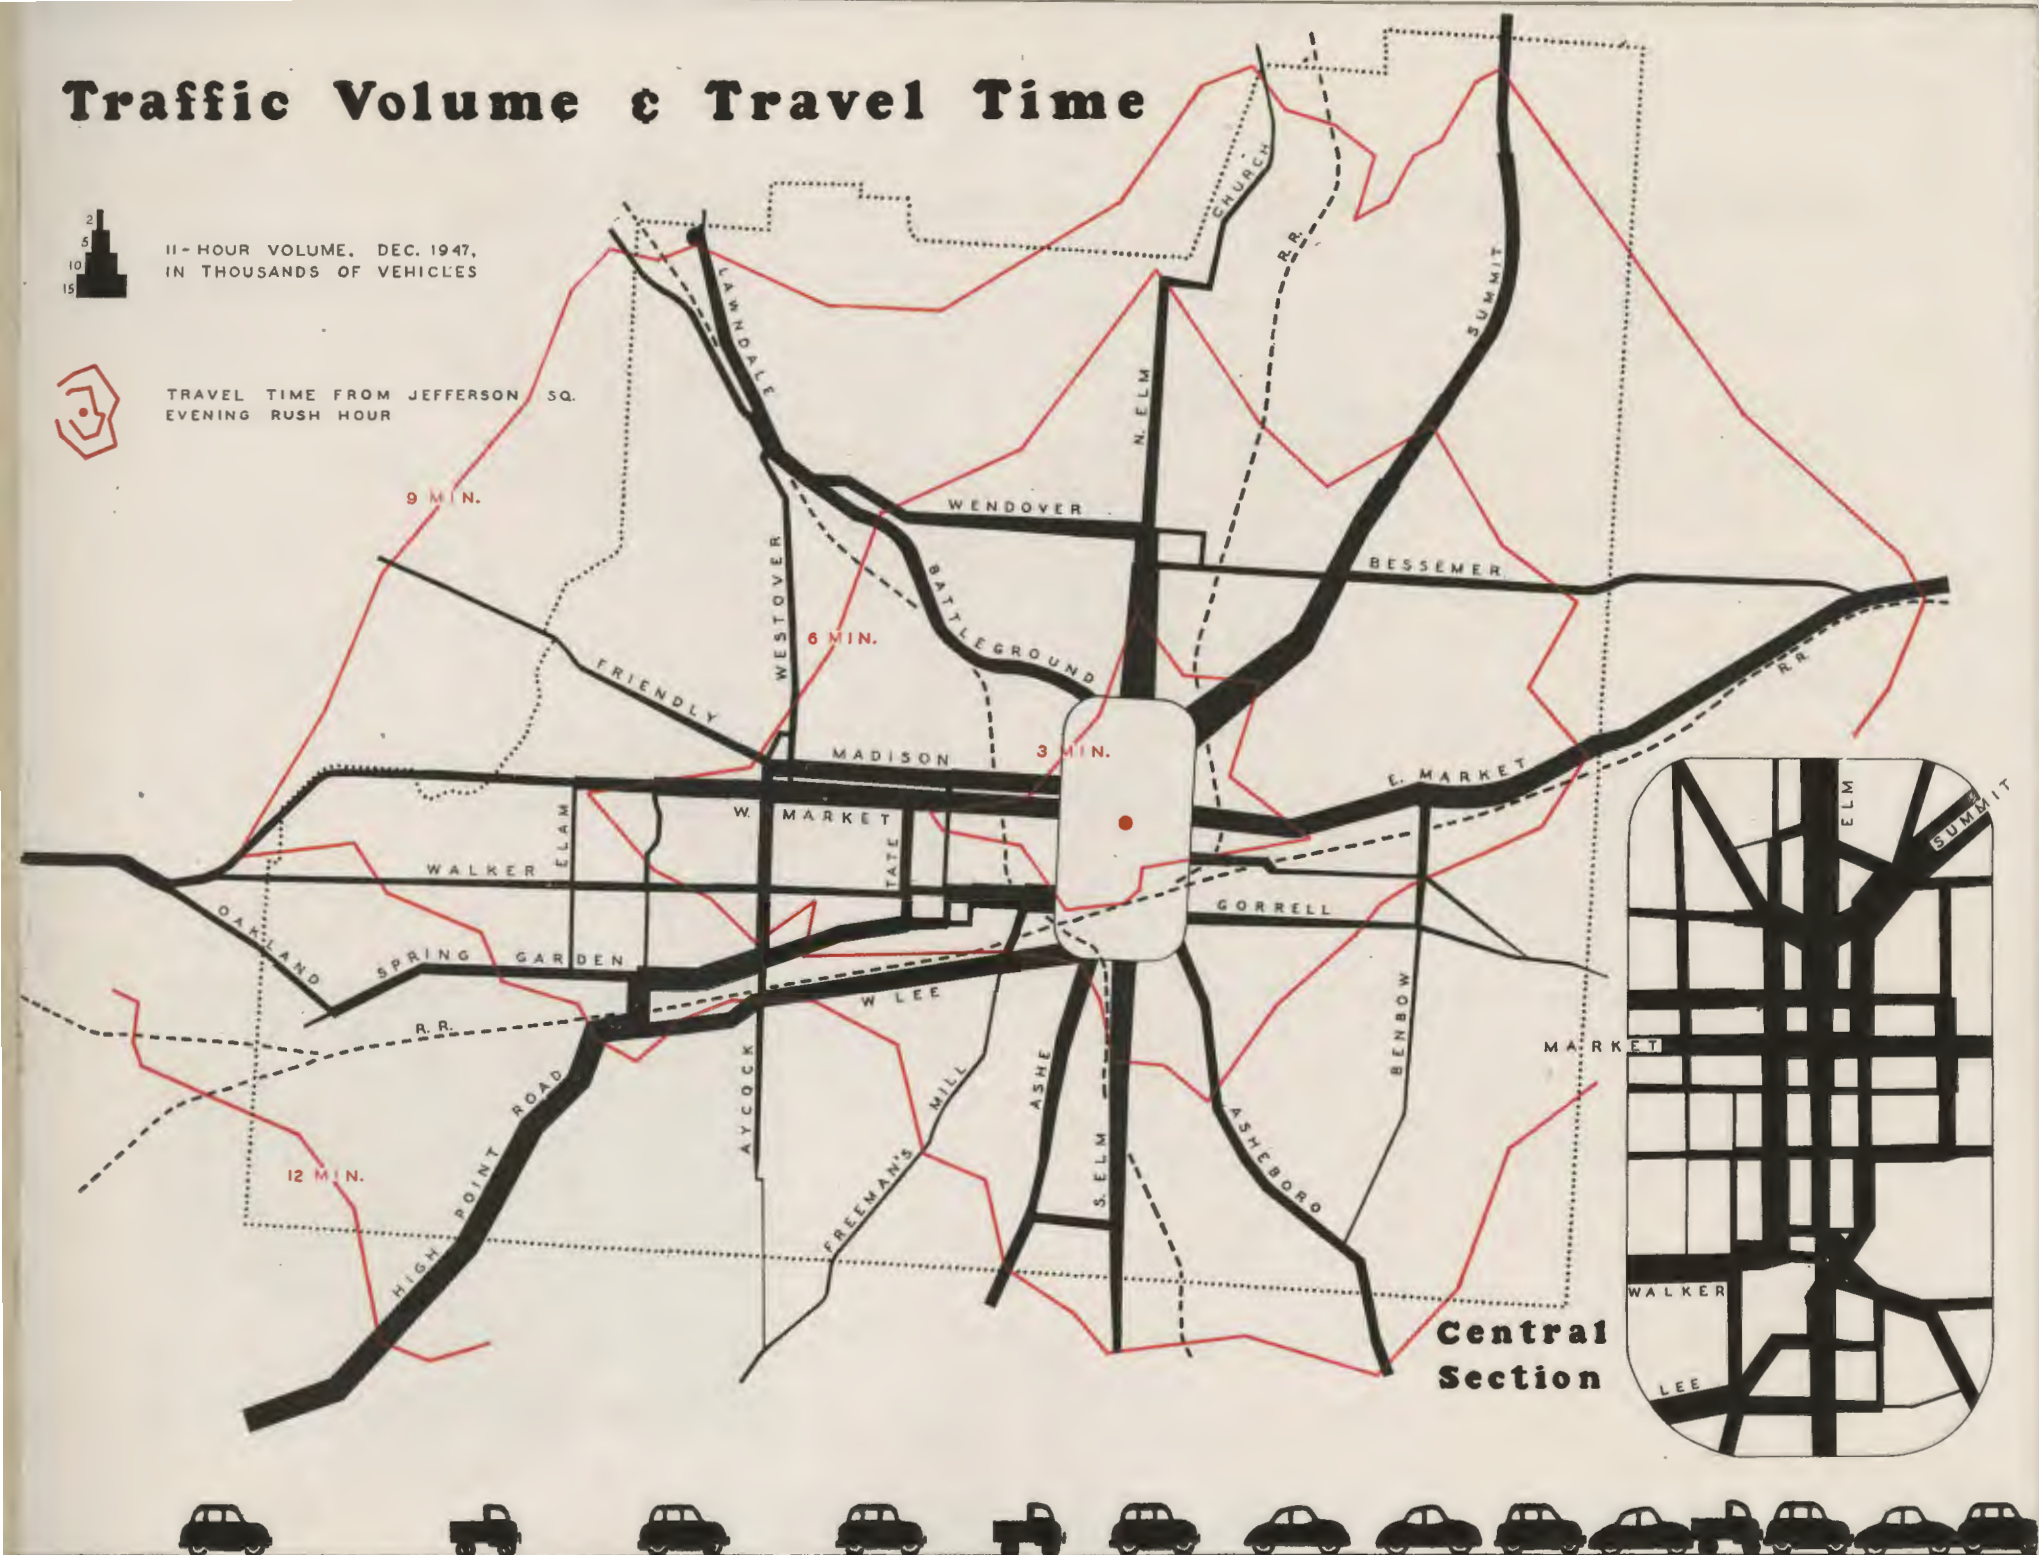 Traffic Volume & Travel Time
2
5
10
15
11-HOUR VOLUME. DEC. 1947,
IN THOUSANDS OF VEHICLES
TRAVEL TIME FROM JEFFERSON SQ.
EVENING RUSH HOUR
9 MIN.
6 MIN.
3 MIN.
12 MIN.
CHURCH
R.R.
SUMMIT
LAWNDALE
N. ELM
WENDOVER
BESSEMER
WESTOVER
BATTLEGROUND
FRIENDLY
R.R.
MADISON
E. MARKET
W. MARKET
ELAM
TATE
WALKER
GORRELL
OAKLAND
SPRING GARDEN
W LEE
R.R.
BENBOW
AYCOCK
MILL
FREEMAN'S
ASHE
S. ELM
ASHEBORO
HIGH POINT ROAD
ELM
SUMMIT
MARKET
WALKER
LEE
Central
Section